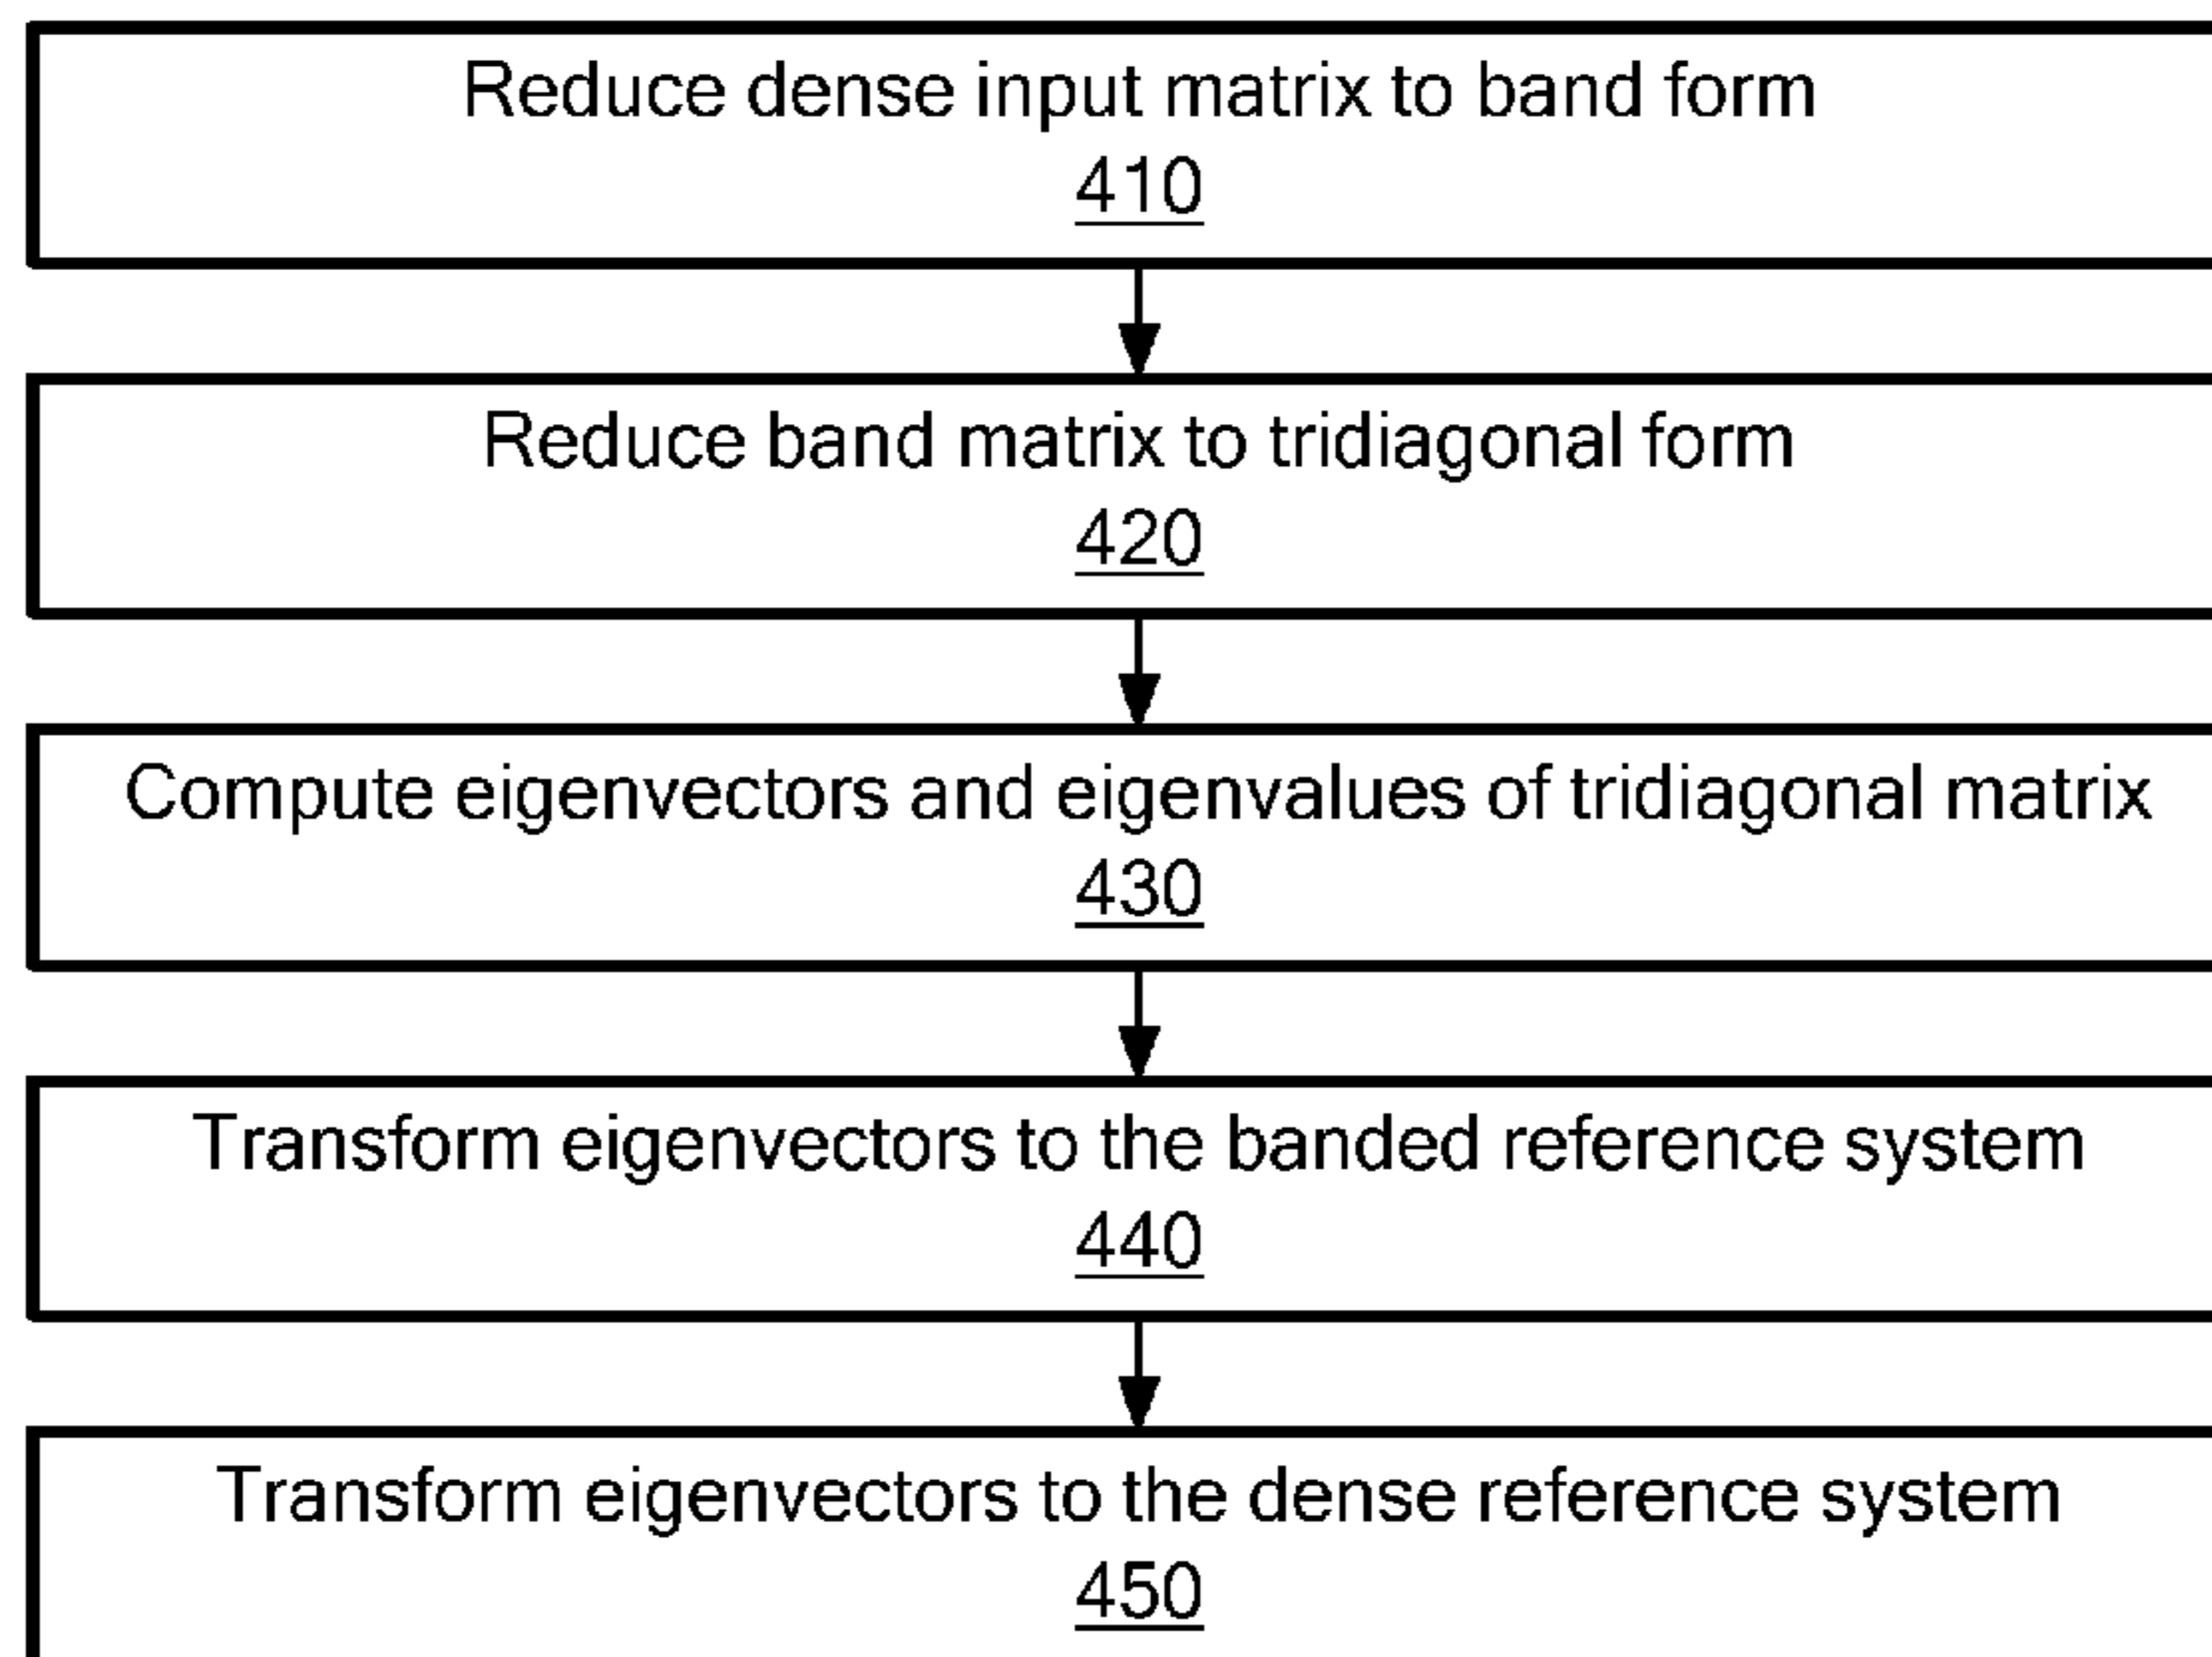 Reduce dense input matrix to band form
410
Reduce band matrix to tridiagonal form
420
Compute eigenvectors and eigenvalues of tridiagonal matrix
430
Transform eigenvectors to the banded reference system
440
Transform eigenvectors to the dense reference system
450